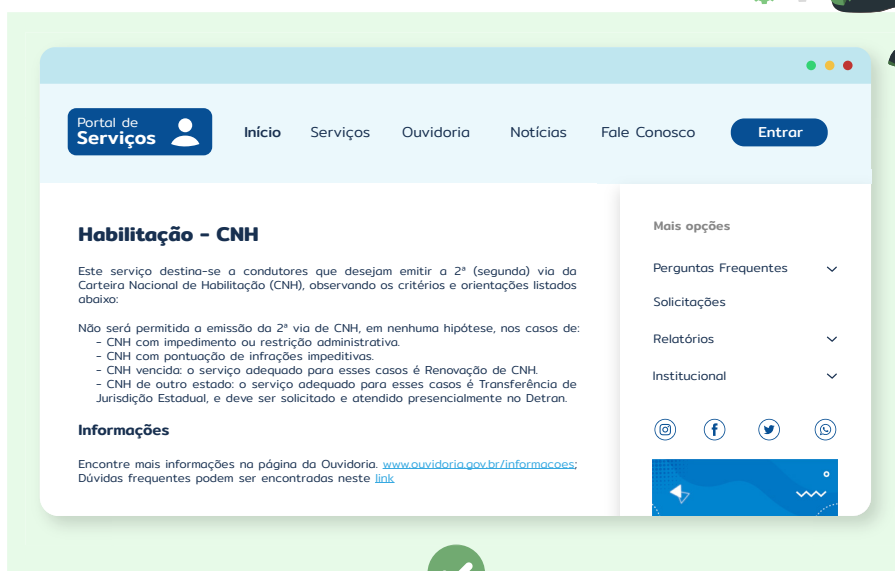 Portal de
Serviços
Início Serviços Ouvidoria Notícias Fale Conosco Entrar
Habilitação - CNH
Este serviço destina-se a condutores que desejam emitir a 2ª (segunda) via da
Carteira Nacional de Habilitação (CNH), observando os critérios e orientações listados
abaixo:
Não será permitida a emissão da 2ª via de CNH, em nenhuma hipótese, nos casos de:
- CNH com impedimento ou restrição administrativa.
- CNH com pontuação de infrações impeditivas.
- CNH vencida: o serviço adequado para esses casos é Renovação de CNH.
- CNH de outro estado: o serviço adequado para esses casos é Transferência de
Jurisdição Estadual, e deve ser solicitado e atendido presencialmente no Detran.
Informações
Encontre mais informações na página da Ouvidoria. www.ouvidoria.gov.br/informacoes;
Dúvidas frequentes podem ser encontradas neste link
Mais opções
Perguntas Frequentes
Solicitações
Relatórios
Institucional